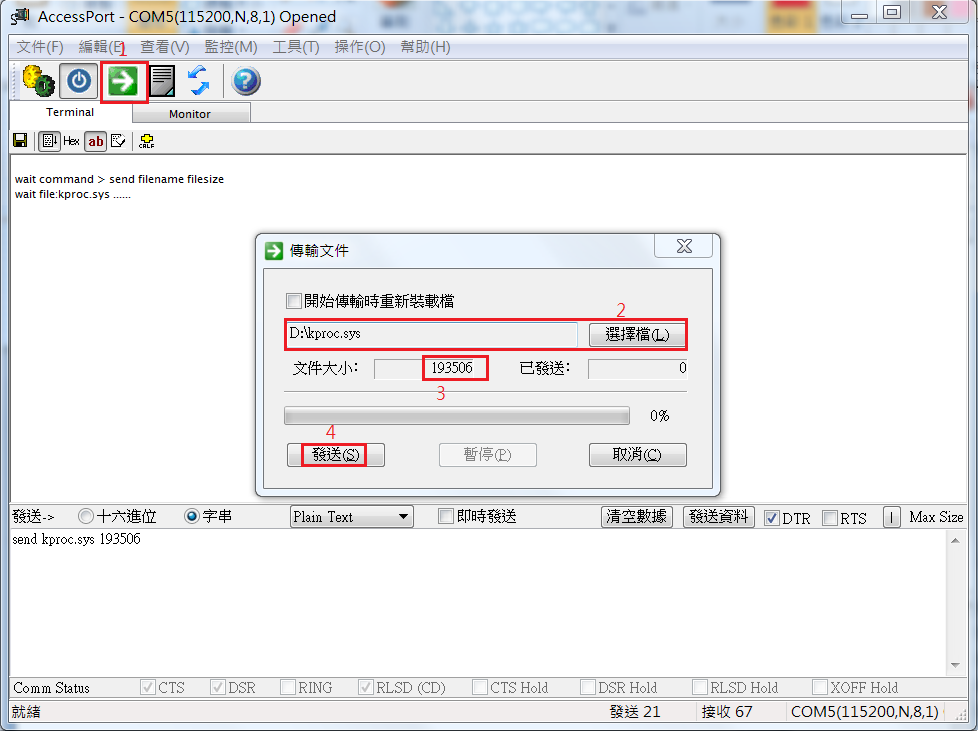 AccessPort - COM5(115200,N,8,1) Opened
文件(F) 編輯(E) 查看(V) 監控(M) 工具(T) 操作(O) 幫助(H)
1
Terminal Monitor
Hex ab CRLF
wait command > send filename filesize
wait file:kproc.sys ......
傳輸文件
開始傳輸時重新裝載檔
2
D:\kproc.sys 選擇檔(L)
文件大小: 193506 已發送: 0
3
0%
4
發送(S) 暫停(P) 取消(C)
發送-> 十六進位 字串 Plain Text 即時發送 清空數據 發送資料 DTR RTS Max Size
send kproc.sys 193506
Comm Status CTS DSR RING RLSD (CD) CTS Hold DSR Hold RLSD Hold XOFF Hold
就緒 發送 21 接收 67 COM5(115200,N,8,1)